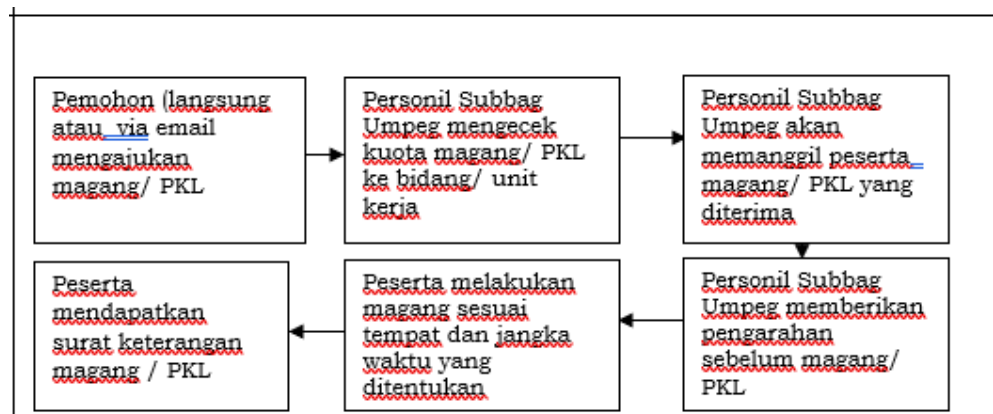 Pemohon (langsung
atau via email
mengajukan
magang/ PKL
Personil Subbag
Umpeg mengecek
kuota magang/ PKL
ke bidang/ unit
kerja
Personil Subbag
Umpeg akan
memanggil peserta
magang/ PKL yang
diterima
Personil Subbag
Umpeg memberikan
pengarahan
sebelum magang/
PKL
Peserta melakukan
magang sesuai
tempat dan jangka
waktu yang
ditentukan
Peserta
mendapatkan
surat keterangan
magang / PKL